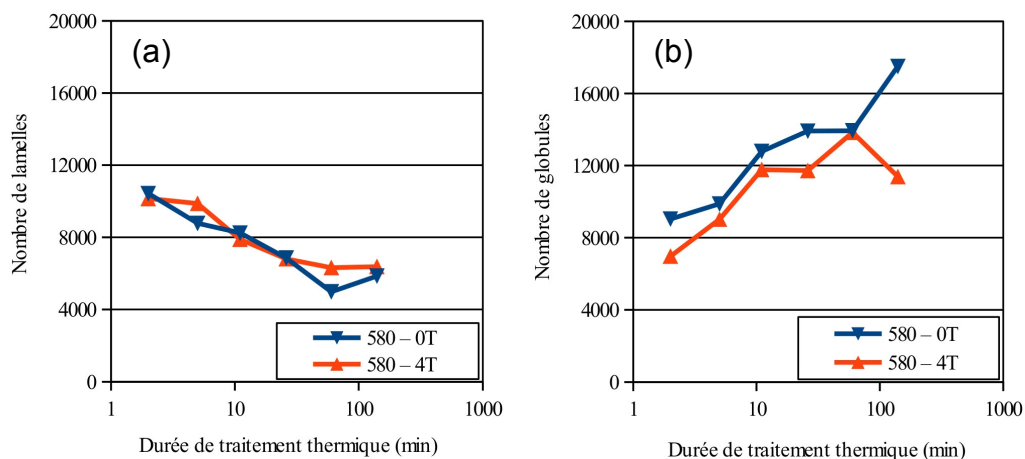 (a)
20000
16000
12000
8000
4000
0
Nombre de lamelles
580 – 0T
580 – 4T
1 10 100 1000
Durée de traitement thermique (min)
(b)
20000
16000
12000
8000
4000
0
Nombre de globules
580 – 0T
580 – 4T
1 10 100 1000
Durée de traitement thermique (min)